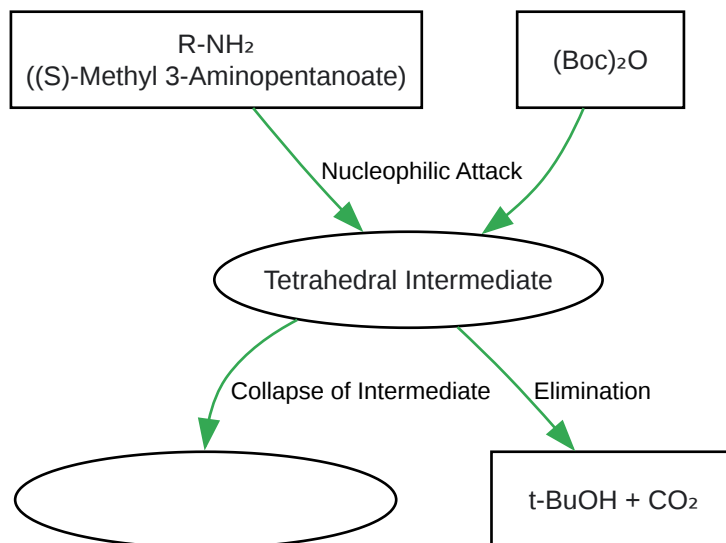 R-NH₂
((S)-Methyl 3-Aminopentanoate)
(Boc)₂O
Nucleophilic Attack
Tetrahedral Intermediate
Collapse of Intermediate
Elimination
t-BuOH + CO₂